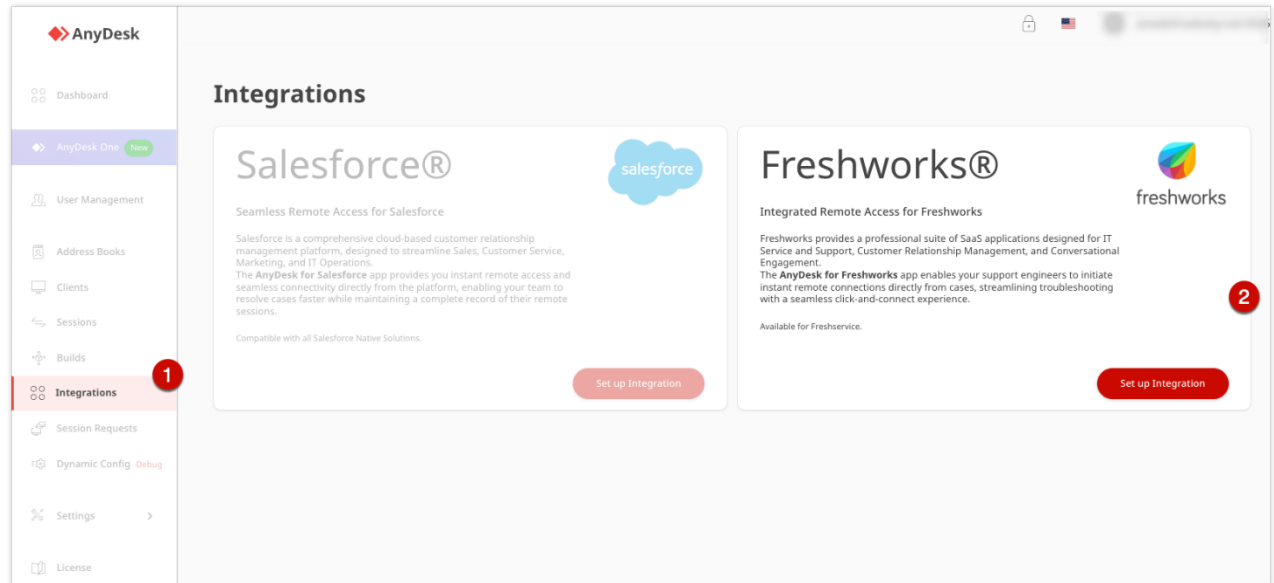 AnyDesk
Dashboard
AnyDesk One New
User Management
Address Books
Clients
Sessions
Builds
1
Integrations
Session Requests
Dynamic Config Debug
Settings
License
Integrations
Salesforce®
salesforce
Seamless Remote Access for Salesforce
Salesforce is a comprehensive cloud-based customer relationship
management platform, designed to streamline Sales, Customer Service,
Marketing, and IT Operations.
The AnyDesk for Salesforce app provides you instant remote access and
seamless connectivity directly from the platform, enabling your team to
resolve cases faster while maintaining a complete record of their remote
sessions.
Compatible with all Salesforce Native Solutions.
Set up Integration
Freshworks®
freshworks
Integrated Remote Access for Freshworks
Freshworks provides a professional suite of SaaS applications designed for IT
Service and Support, Customer Relationship Management, and Conversational
Engagement.
The AnyDesk for Freshworks app enables your support engineers to initiate
instant remote connections directly from cases, streamlining troubleshooting
with a seamless click-and-connect experience.
2
Available for Freshservice.
Set up Integration